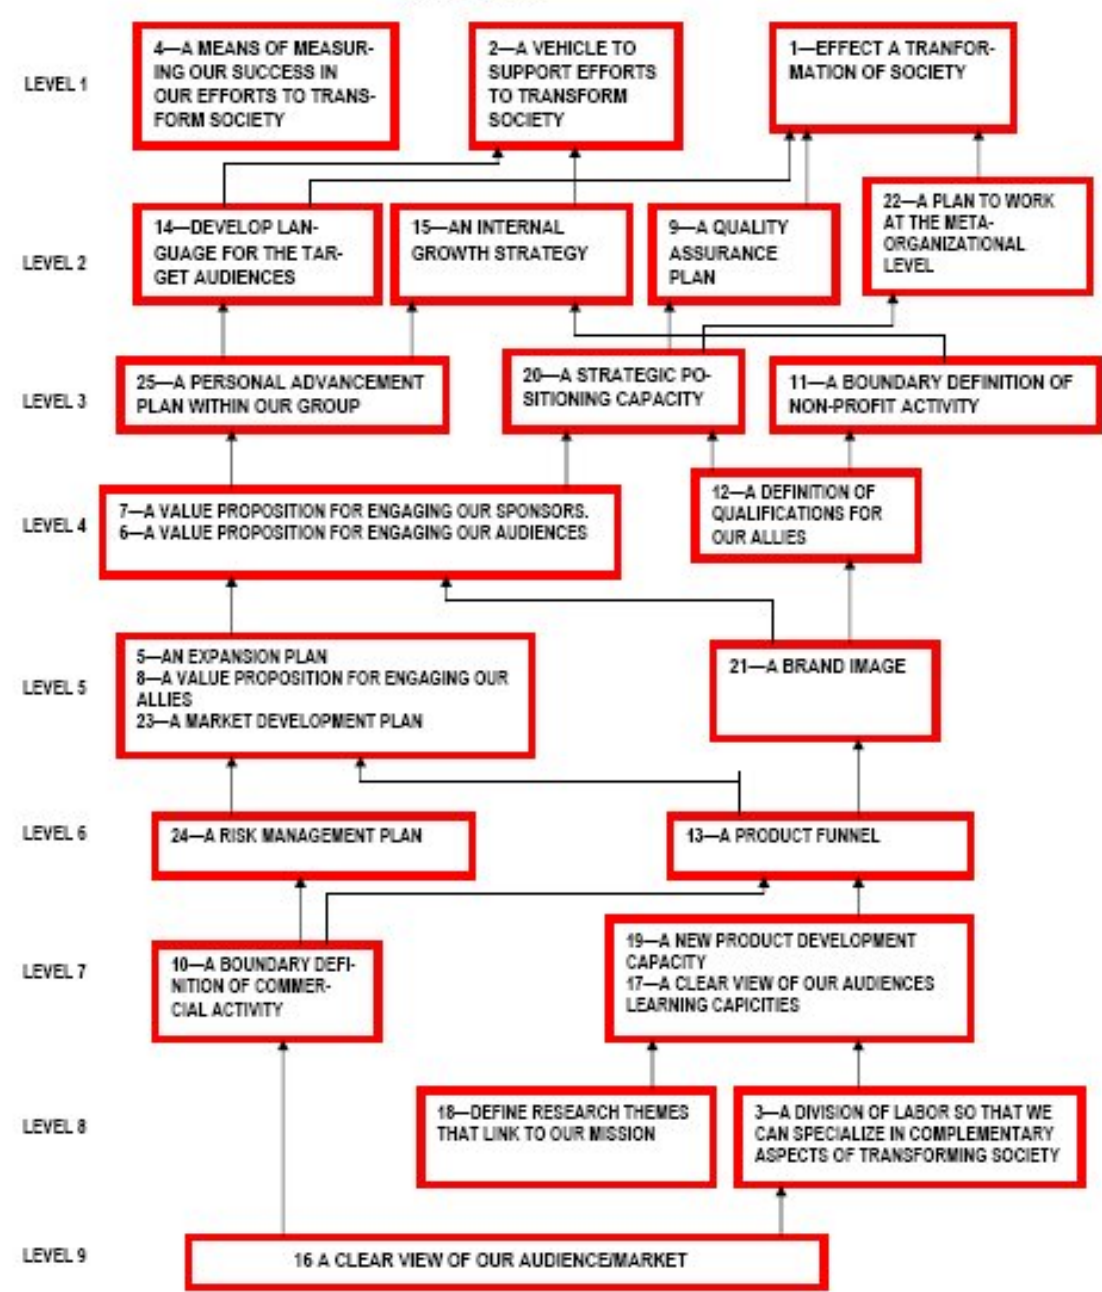 LEVEL 1
4—A MEANS OF MEASUR-
ING OUR SUCCESS IN
OUR EFFORTS TO TRANS-
FORM SOCIETY
2—A VEHICLE TO
SUPPORT EFFORTS
TO TRANSFORM
SOCIETY
1—EFFECT A TRANFOR-
MATION OF SOCIETY
LEVEL 2
14—DEVELOP LAN-
GUAGE FOR THE TAR-
GET AUDIENCES
15—AN INTERNAL
GROWTH STRATEGY
9—A QUALITY
ASSURANCE
PLAN
22—A PLAN TO WORK
AT THE META-
ORGANIZATIONAL
LEVEL
LEVEL 3
25—A PERSONAL ADVANCEMENT
PLAN WITHIN OUR GROUP
20—A STRATEGIC PO-
SITIONING CAPACITY
11—A BOUNDARY DEFINITION OF
NON-PROFIT ACTIVITY
LEVEL 4
7—A VALUE PROPOSITION FOR ENGAGING OUR SPONSORS.
6—A VALUE PROPOSITION FOR ENGAGING OUR AUDIENCES
12—A DEFINITION OF
QUALIFICATIONS FOR
OUR ALLIES
LEVEL 5
5—AN EXPANSION PLAN
8—A VALUE PROPOSITION FOR ENGAGING OUR
ALLIES
23—A MARKET DEVELOPMENT PLAN
21—A BRAND IMAGE
LEVEL 6
24—A RISK MANAGEMENT PLAN
13—A PRODUCT FUNNEL
LEVEL 7
10—A BOUNDARY DEFI-
NITION OF COMMER-
CIAL ACTIVITY
19—A NEW PRODUCT DEVELOPMENT
CAPACITY
17—A CLEAR VIEW OF OUR AUDIENCES
LEARNING CAPICITIES
LEVEL 8
18—DEFINE RESEARCH THEMES
THAT LINK TO OUR MISSION
3—A DIVISION OF LABOR SO THAT WE
CAN SPECIALIZE IN COMPLEMENTARY
ASPECTS OF TRANSFORMING SOCIETY
LEVEL 9
16 A CLEAR VIEW OF OUR AUDIENCE/MARKET